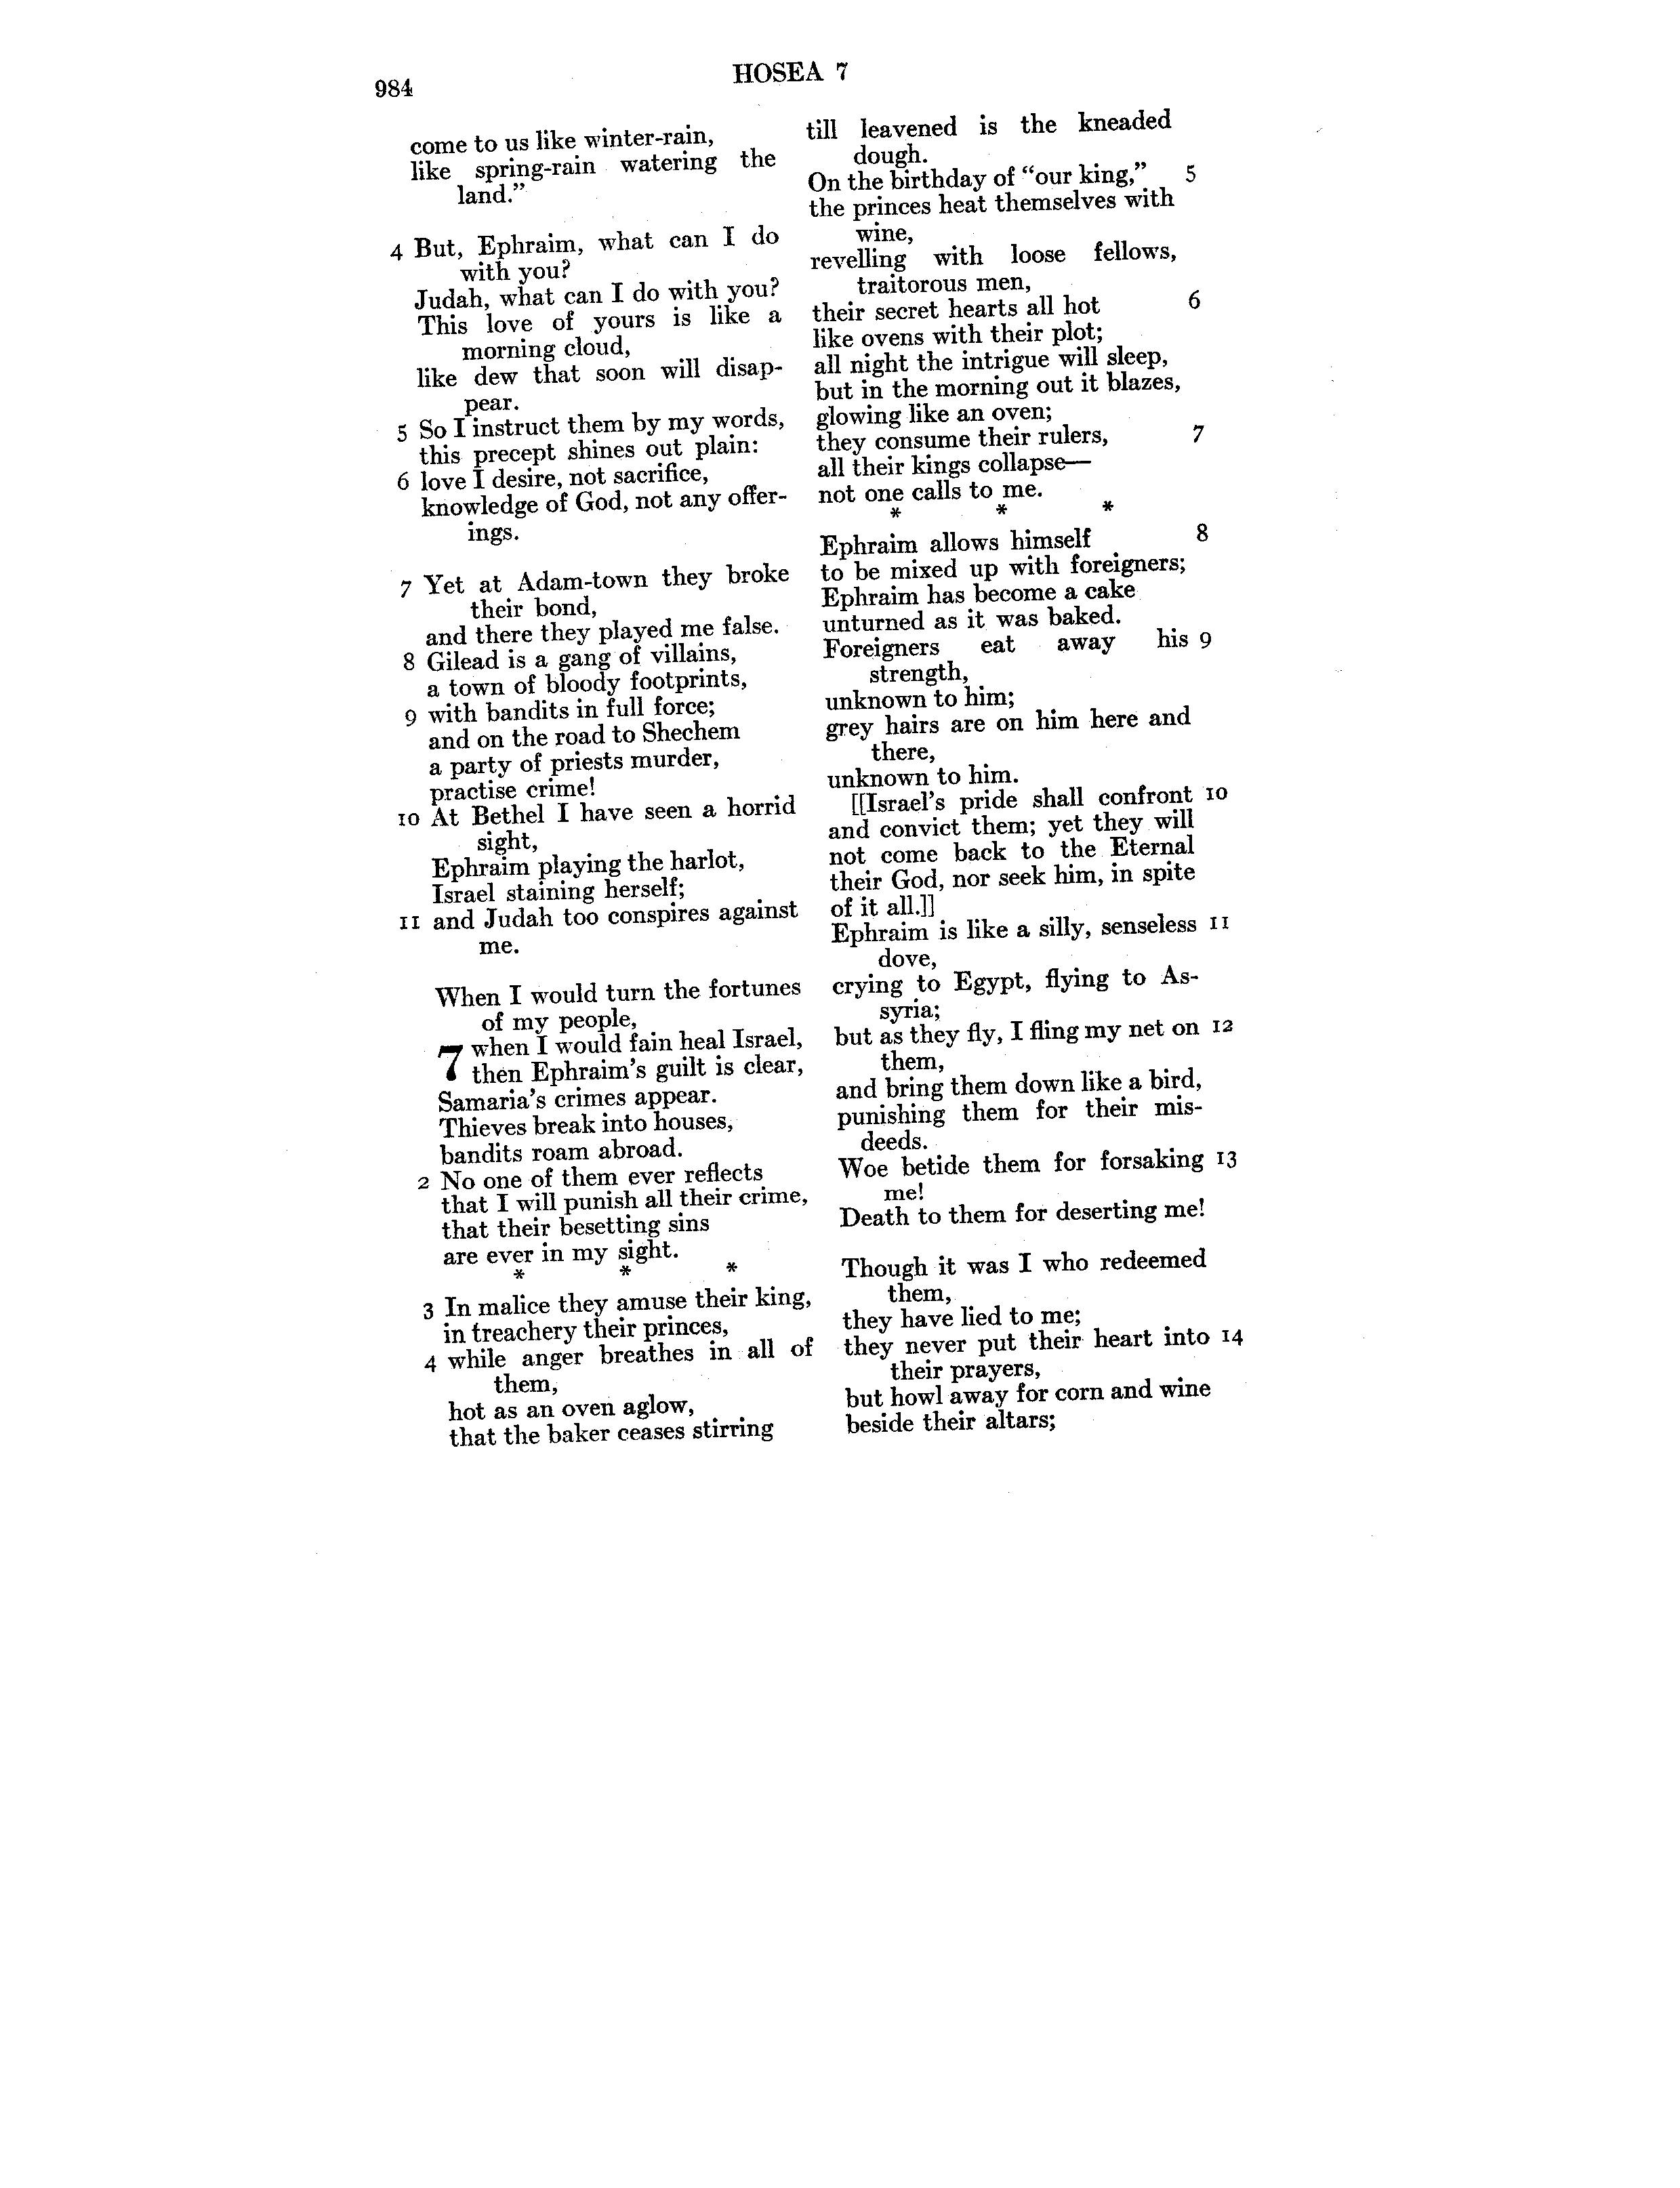 984
HOSEA 7
come to us like winter-rain,
like spring-rain watering the
land.”
4 But, Ephraim, what can I do
with you?
Judah, what can I do with you?
This love of yours is like a
morning cloud,
like dew that soon will disap-
pear.
5 So I instruct them by my words,
this precept shines out plain:
6 love I desire, not sacrifice,
knowledge of God, not any offer-
ings.
7 Yet at Adam-town they broke
their bond,
and there they played me false.
8 Gilead is a gang of villains,
a town of bloody footprints,
9 with bandits in full force;
and on the road to Shechem
a party of priests murder,
practise crime!
10 At Bethel I have seen a horrid
sight,
Ephraim playing the harlot,
Israel staining herself;
11 and Judah too conspires against
me.
When I would turn the fortunes
of my people,
7 when I would fain heal Israel,
then Ephraim's guilt is clear,
Samaria's crimes appear.
Thieves break into houses,
bandits roam abroad.
2 No one of them ever reflects
that I will punish all their crime,
that their besetting sins
are ever in my sight.
* * *
3 In malice they amuse their king,
in treachery their princes,
4 while anger breathes in all of
them,
hot as an oven aglow,
that the baker ceases stirring
till leavened is the kneaded
dough.
On the birthday of “our king,” 5
the princes heat themselves with
wine,
revelling with loose fellows,
traitorous men,
their secret hearts all hot 6
like ovens with their plot;
all night the intrigue will sleep,
but in the morning out it blazes,
glowing like an oven;
they consume their rulers, 7
all their kings collapse—
not one calls to me.
* * *
Ephraim allows himself 8
to be mixed up with foreigners;
Ephraim has become a cake
unturned as it was baked.
Foreigners eat away his 9
strength,
unknown to him;
grey hairs are on him here and
there,
unknown to him.
[[Israel's pride shall confront 10
and convict them; yet they will
not come back to the Eternal
their God, nor seek him, in spite
of it all.]]
Ephraim is like a silly, senseless 11
dove,
crying to Egypt, flying to As-
syria;
but as they fly, I fling my net on 12
them,
and bring them down like a bird,
punishing them for their mis-
deeds.
Woe betide them for forsaking 13
me!
Death to them for deserting me!
Though it was I who redeemed
them,
they have lied to me;
they never put their heart into 14
their prayers,
but howl away for corn and wine
beside their altars;